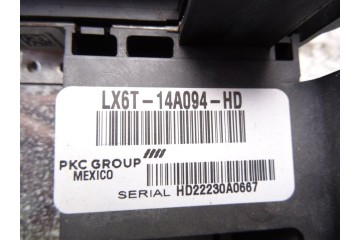 LX6T-14A094-HD
PKC GROUP
MEXICO
SERIAL HD22230A0667